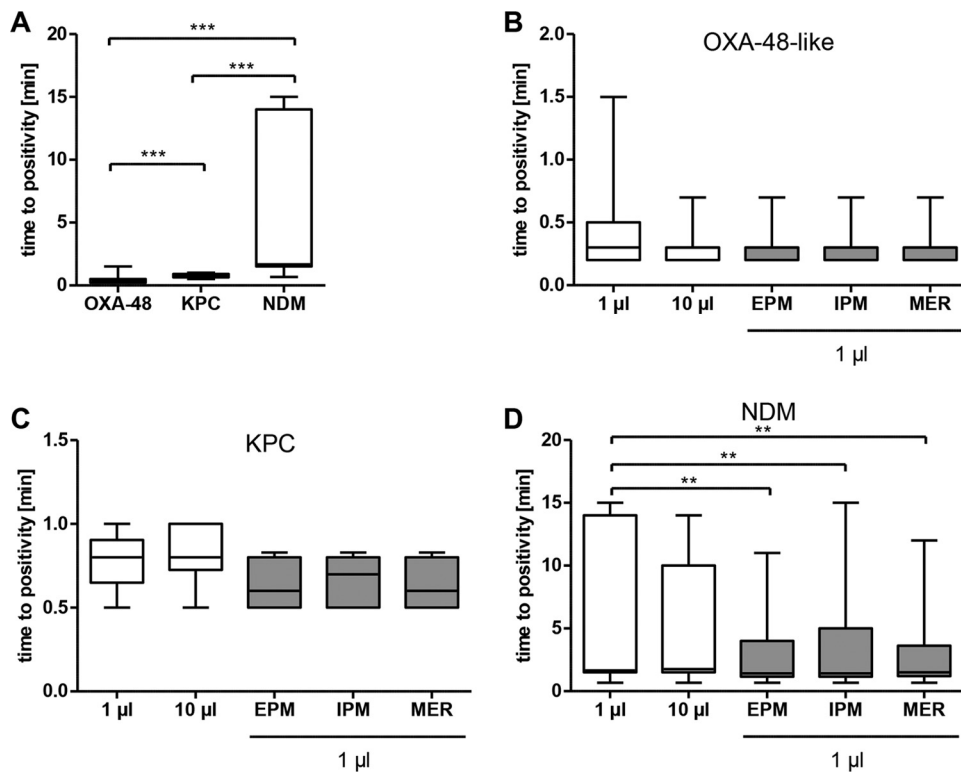 A
time to positivity [min]
20
15
10
5
0
***
***
***
OXA-48 KPC NDM
B
OXA-48-like
time to positivity [min]
2.0
1.5
1.0
0.5
0.0
1 µl 10 µl EPM IPM MER
1 µl
C
KPC
time to positivity [min]
1.5
1.0
0.5
0.0
1 µl 10 µl EPM IPM MER
1 µl
D
NDM
time to positivity [min]
20
15
10
5
0
**
**
**
1 µl 10 µl EPM IPM MER
1 µl